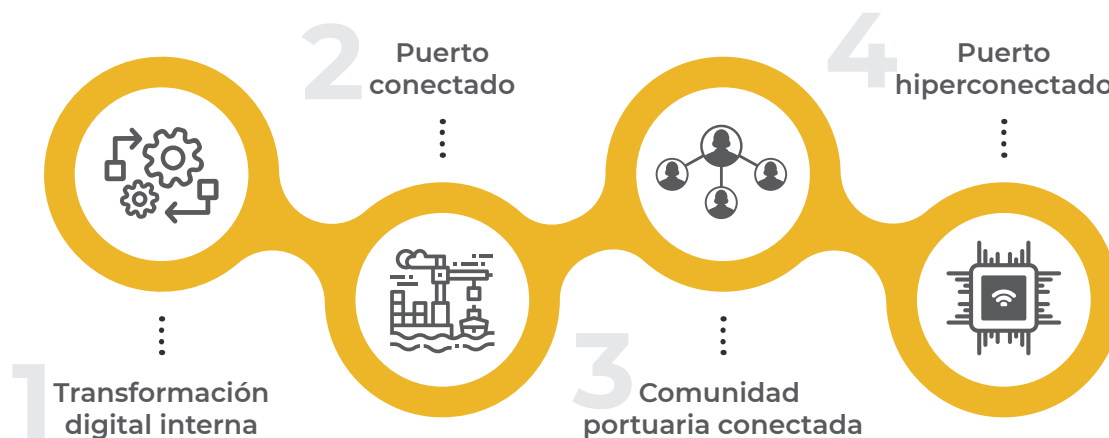 1
Transformación
digital interna
2
Puerto
conectado
3
Comunidad
portuaria conectada
4
Puerto
hiperconectado